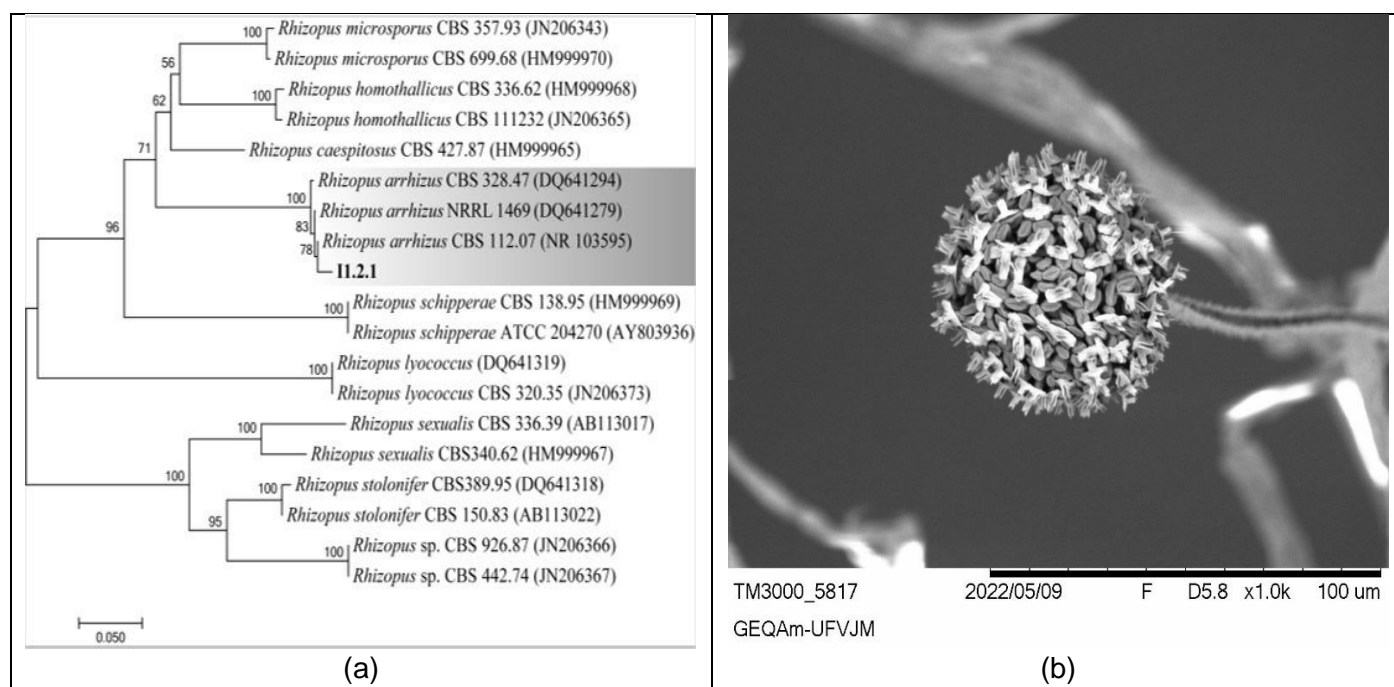 100
Rhizopus microsporus CBS 357.93 (JN206343)
Rhizopus microsporus CBS 699.68 (HM999970)
56
100
Rhizopus homothallicus CBS 336.62 (HM999968)
Rhizopus homothallicus CBS 111232 (JN206365)
62
Rhizopus caespitosus CBS 427.87 (HM999965)
71
100
Rhizopus arrhizus CBS 328.47 (DQ641294)
83
Rhizopus arrhizus NRRL 1469 (DQ641279)
78
Rhizopus arrhizus CBS 112.07 (NR 103595)
I1.2.1
96
100
Rhizopus schipperae CBS 138.95 (HM999969)
Rhizopus schipperae ATCC 204270 (AY803936)
100
Rhizopus lyococcus (DQ641319)
Rhizopus lyococcus CBS 320.35 (JN206373)
100
Rhizopus sexualis CBS 336.39 (AB113017)
Rhizopus sexualis CBS340.62 (HM999967)
100
100
Rhizopus stolonifer CBS389.95 (DQ641318)
Rhizopus stolonifer CBS 150.83 (AB113022)
95
100
Rhizopus sp. CBS 926.87 (JN206366)
Rhizopus sp. CBS 442.74 (JN206367)
0.050
(a)
TM3000_5817 2022/05/09 F D5.8 x1.0k 100 um
GEQAm-UFVJM
(b)